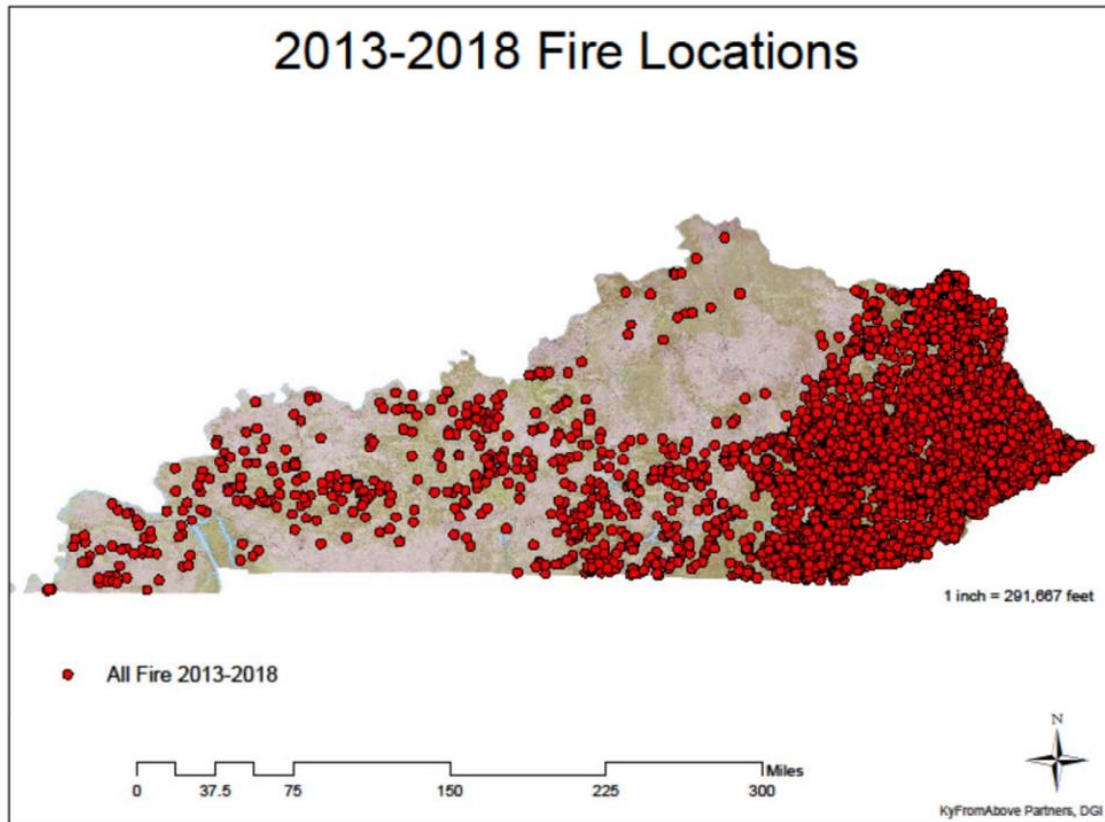 2013-2018 Fire Locations
1 inch = 291,667 feet
All Fire 2013-2018
Miles
0 37.5 75 150 225 300
N
KyFromAbove Partners, DGI